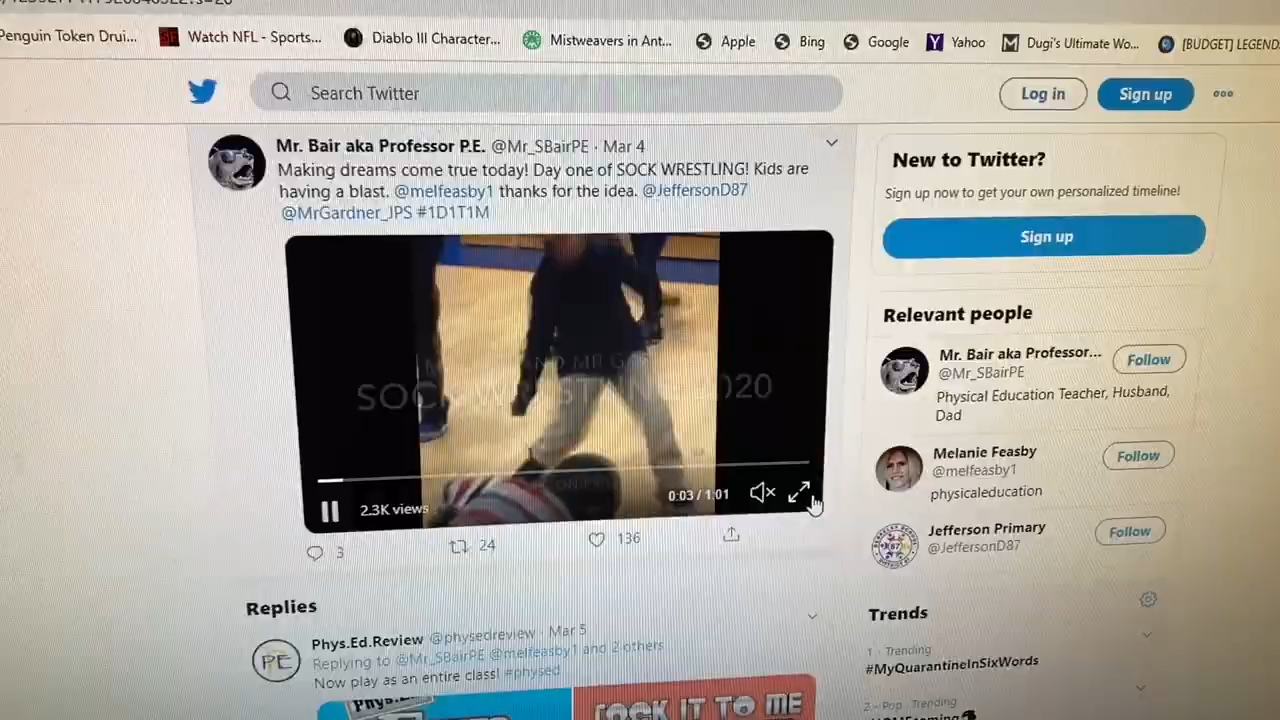 Penguin Token Drui...
Watch NFL - Sports...
Diablo III Character...
Mistweavers in Ant...
Apple
Bing
Google
Yahoo
Dugi's Ultimate Wo...
[BUDGET] LEGEND
Search Twitter
Log in
Sign up
Mr. Bair aka Professor P.E. @Mr_SBairPE · Mar 4
Making dreams come true today! Day one of SOCK WRESTLING! Kids are
having a blast. @melfeasby1 thanks for the idea. @JeffersonD87
@MrGardner_JPS #1D1T1M
SOCK WRESTLING 2020
2.3K views
0:03 / 1:01
3
24
136
Replies
Phys.Ed.Review @physedreview · Mar 5
Replying to @Mr_SBairPE @melfeasby1 and 2 others
Now play as an entire class! #physed
PE
SOCK IT TO ME
New to Twitter?
Sign up now to get your own personalized timeline!
Sign up
Relevant people
Mr. Bair aka Professor...
@Mr_SBairPE
Follow
Physical Education Teacher, Husband,
Dad
Melanie Feasby
@melfeasby1
Follow
physicaleducation
Jefferson Primary
@JeffersonD87
Follow
Trends
1 · Trending
#MyQuarantineInSixWords
2 · Pop · Trending